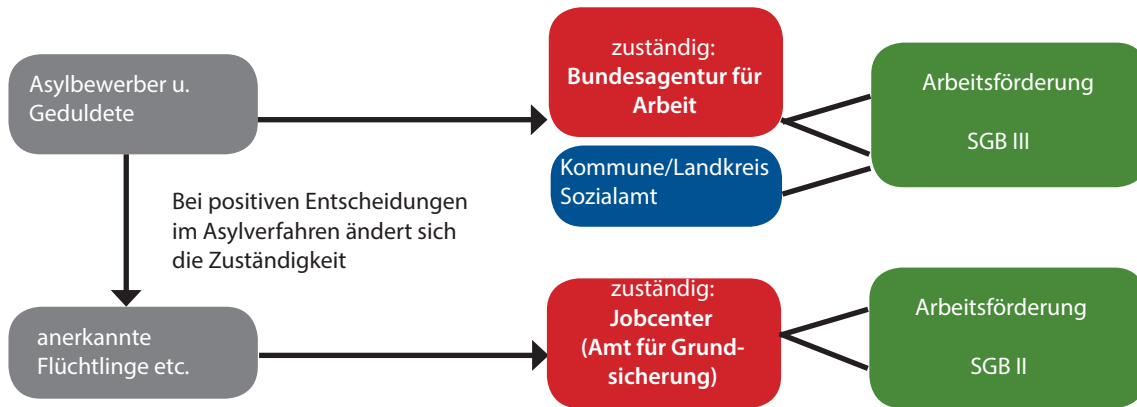 Asylbewerber u.
Geduldete
zuständig:
Bundesagentur für
Arbeit
Kommune/Landkreis
Sozialamt
Arbeitsförderung
SGB III
Bei positiven Entscheidungen
im Asylverfahren ändert sich
die Zuständigkeit
anerkannte
Flüchtlinge etc.
zuständig:
Jobcenter
(Amt für Grund-
sicherung)
Arbeitsförderung
SGB II